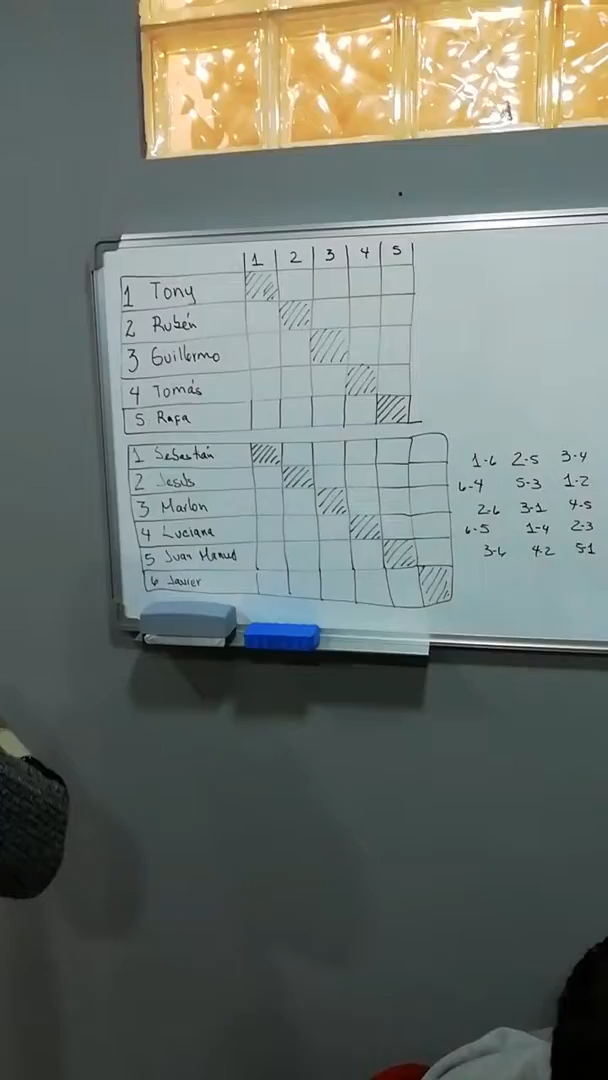 1 2 3 4 5
1 Tony
2 Rubén
3 Guillermo
4 Tomás
5 Rafa
1 Sebastián
2 Jesús
3 Marlon
4 Luciana
5 Juan Manuel
6 Javier
1-6 2-5 3-4
6-4 5-3 1-2
2-6 3-1 4-5
6-5 1-4 2-3
3-6 4-2 5-1